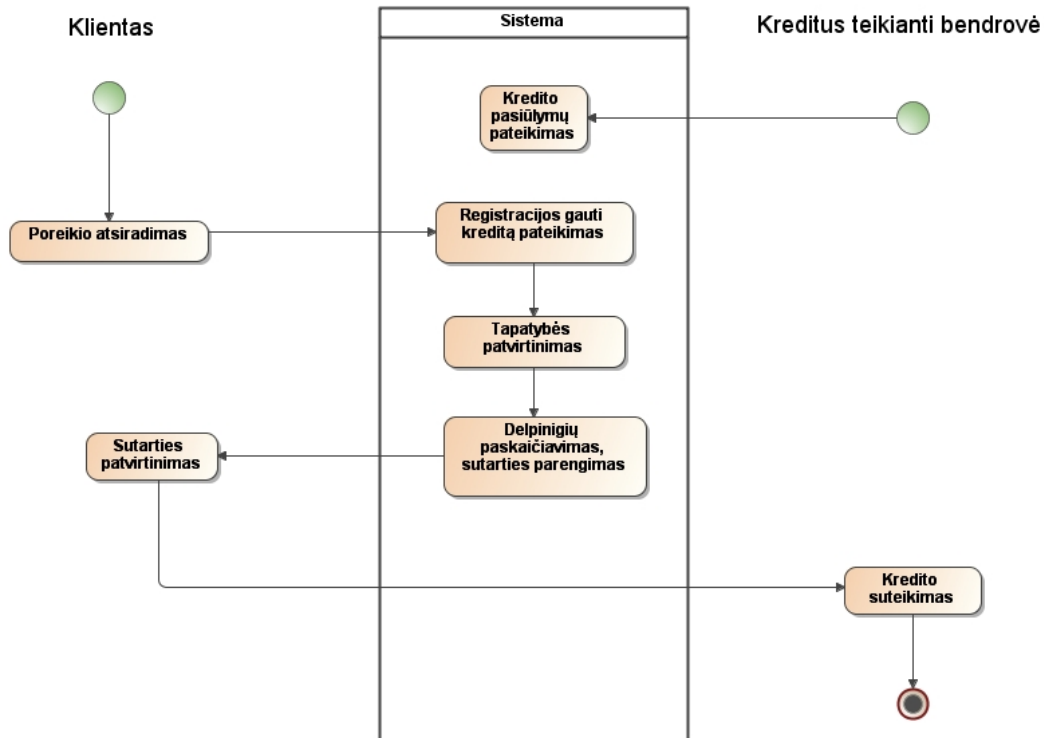 Klientas
Sistema
Kreditus teikianti bendrovė
Kredito
pasiūlymų
pateikimas
Poreikio atsiradimas
Registracijos gauti
kreditą pateikimas
Tapatybės
patvirtinimas
Sutarties
patvirtinimas
Delpinigių
paskaičiavimas,
sutarties parengimas
Kredito
suteikimas